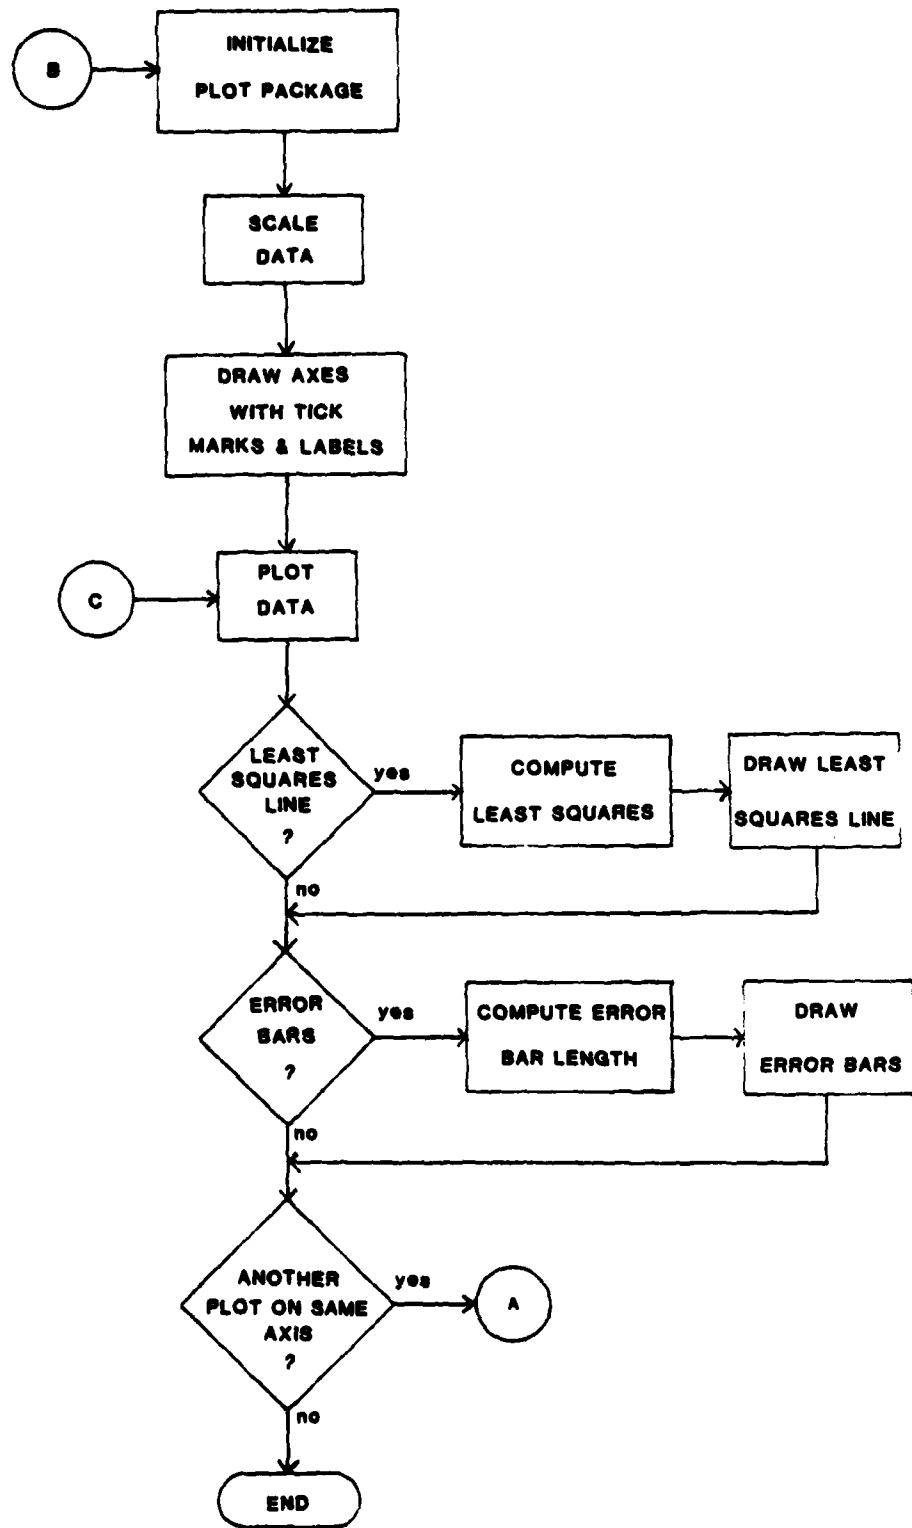 B
INITIALIZE
PLOT PACKAGE
SCALE
DATA
DRAW AXES
WITH TICK
MARKS & LABELS
C
PLOT
DATA
LEAST
SQUARES
LINE
?
yes
COMPUTE
LEAST SQUARES
DRAW LEAST
SQUARES LINE
no
ERROR
BARS
?
yes
COMPUTE ERROR
BAR LENGTH
DRAW
ERROR BARS
no
ANOTHER
PLOT ON SAME
AXIS
?
yes
A
no
END